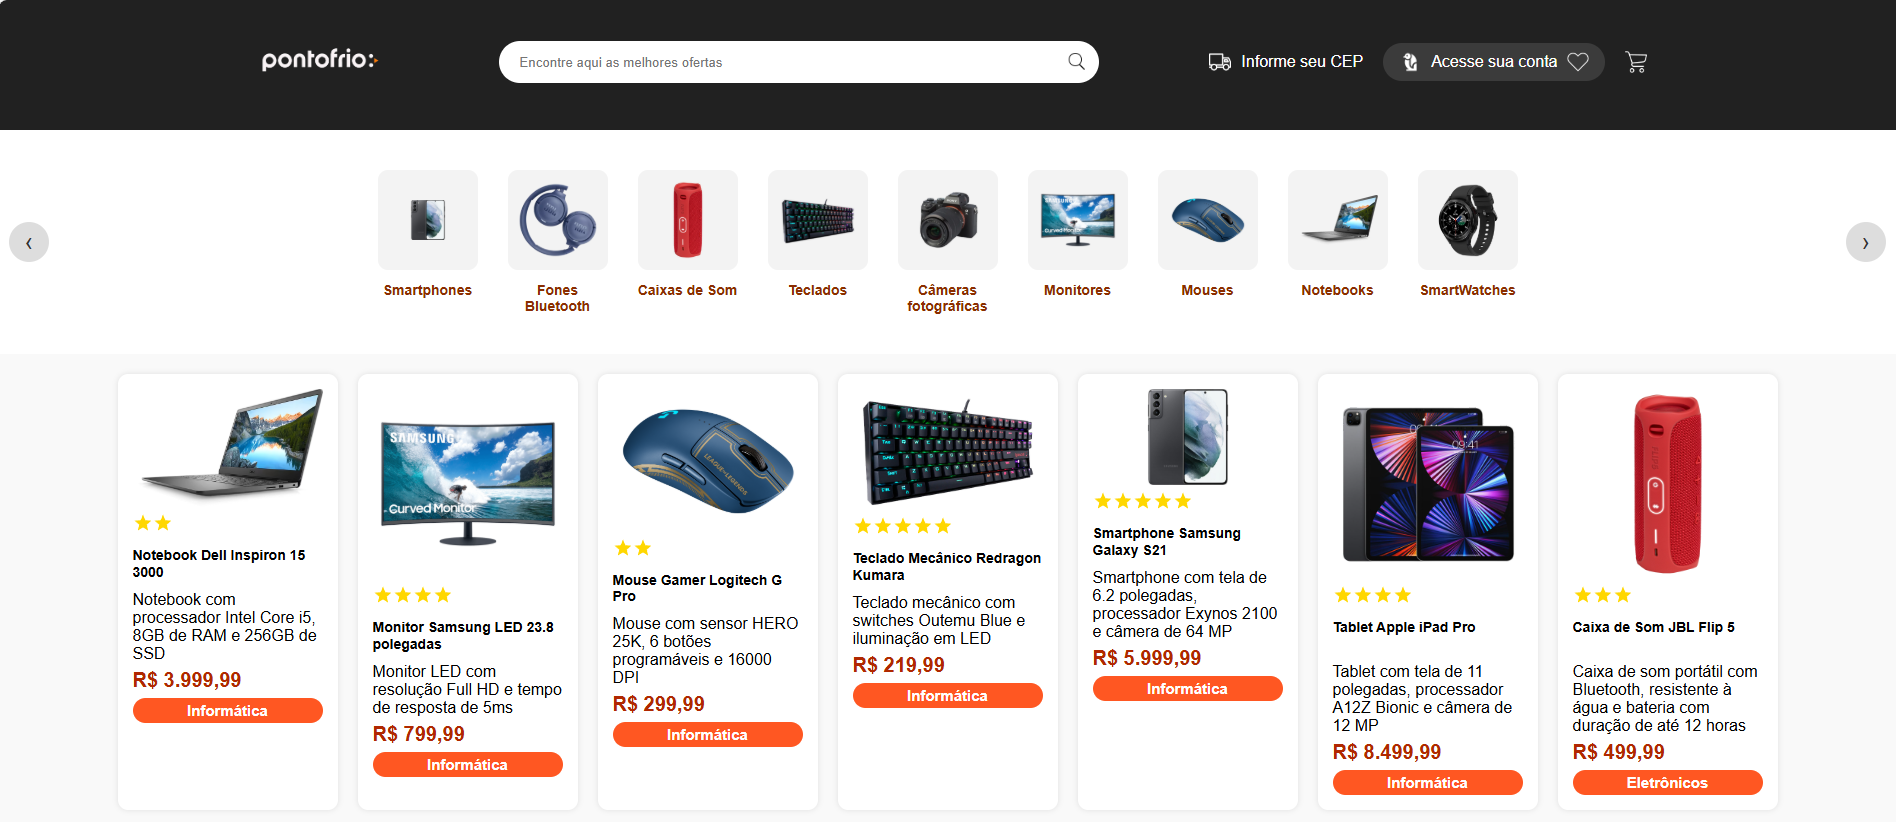 pontofrio:
Encontre aqui as melhores ofertas
Informe seu CEP
Acesse sua conta
‹
›
Smartphones
Fones
Bluetooth
Caixas de Som
Teclados
Câmeras
fotográficas
Monitores
Mouses
Notebooks
SmartWatches
Notebook Dell Inspiron 15
3000
Notebook com
processador Intel Core i5,
8GB de RAM e 256GB de
SSD
R$ 3.999,99
Informática
SAMSUNG
Curved Monitor
Monitor Samsung LED 23.8
polegadas
Monitor LED com
resolução Full HD e tempo
de resposta de 5ms
R$ 799,99
Informática
LEAGUE of LEGENDS
Mouse Gamer Logitech G
Pro
Mouse com sensor HERO
25K, 6 botões
programáveis e 16000
DPI
R$ 299,99
Informática
Teclado Mecânico Redragon
Kumara
Teclado mecânico com
switches Outemu Blue e
iluminação em LED
R$ 219,99
Informática
Smartphone Samsung
Galaxy S21
Smartphone com tela de
6.2 polegadas,
processador Exynos 2100
e câmera de 64 MP
R$ 5.999,99
Informática
09:41
Tablet Apple iPad Pro
Tablet com tela de 11
polegadas, processador
A12Z Bionic e câmera de
12 MP
R$ 8.499,99
Informática
Caixa de Som JBL Flip 5
Caixa de som portátil com
Bluetooth, resistente à
água e bateria com
duração de até 12 horas
R$ 499,99
Eletrônicos